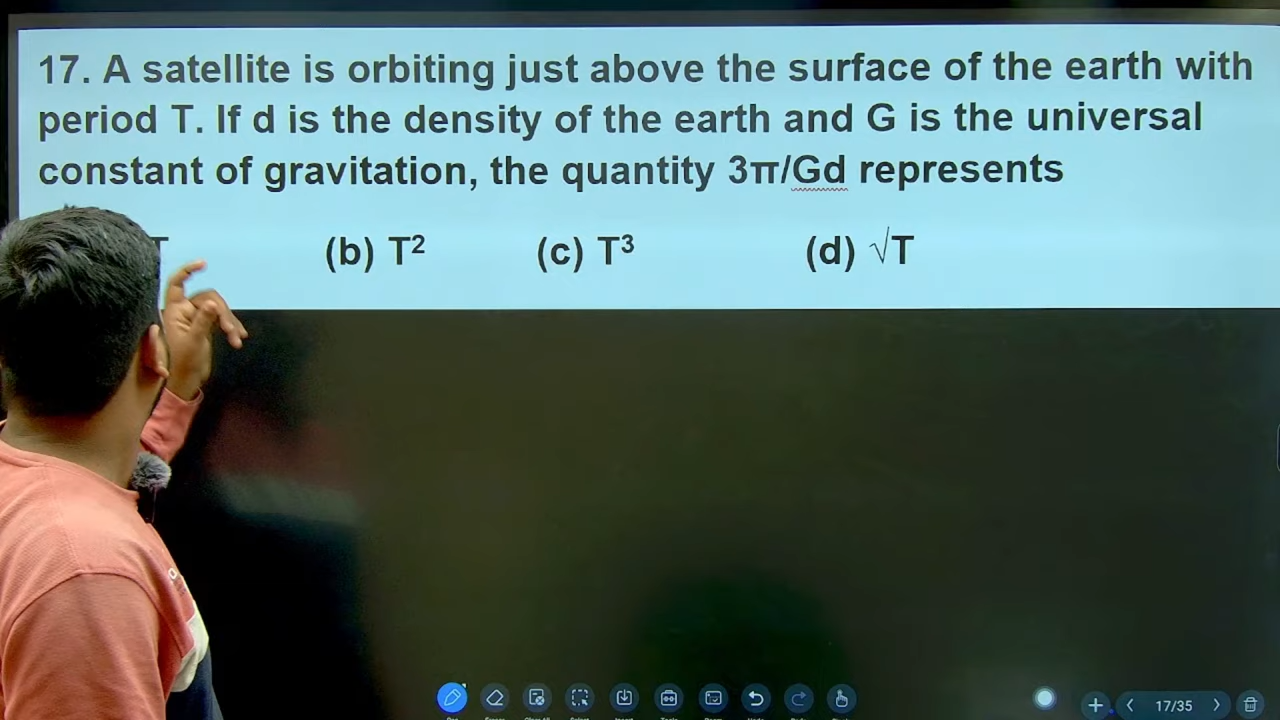 17. A satellite is orbiting just above the surface of the earth with
period T. If d is the density of the earth and G is the universal
constant of gravitation, the quantity 3π/Gd represents
T (b) T² (c) T³ (d) √T
17/35